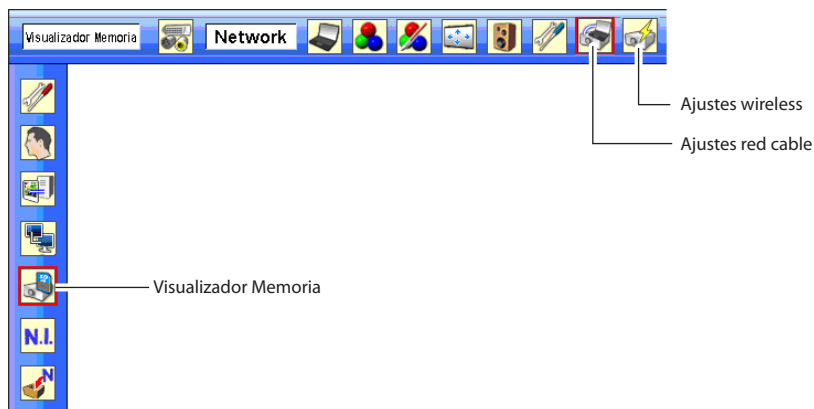 Visualizador Memoria
Network
Ajustes wireless
Ajustes red cable
Visualizador Memoria
N.I.
N